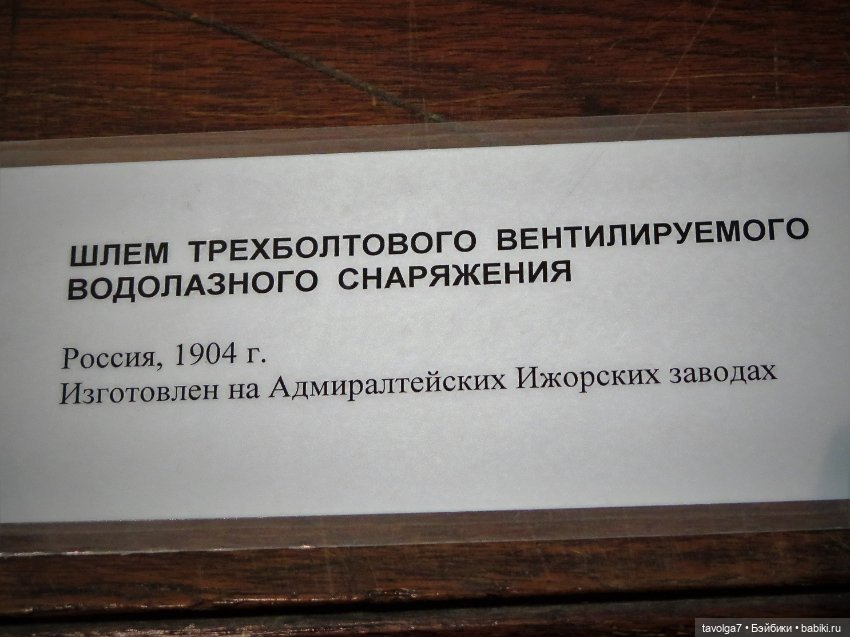 ШЛЕМ ТРЕХБОЛТОВОГО ВЕНТИЛИРУЕМОГО
ВОДОЛАЗНОГО СНАРЯЖЕНИЯ
Россия, 1904 г.
Изготовлен на Адмиралтейских Ижорских заводах
tavolga7 • Бэйбики • babiki.ru